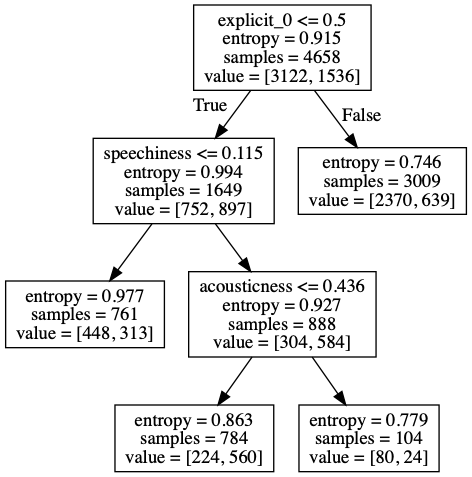 explicit_0 <= 0.5
entropy = 0.915
samples = 4658
value = [3122, 1536]
True
False
speechiness <= 0.115
entropy = 0.994
samples = 1649
value = [752, 897]
entropy = 0.746
samples = 3009
value = [2370, 639]
entropy = 0.977
samples = 761
value = [448, 313]
acousticness <= 0.436
entropy = 0.927
samples = 888
value = [304, 584]
entropy = 0.863
samples = 784
value = [224, 560]
entropy = 0.779
samples = 104
value = [80, 24]